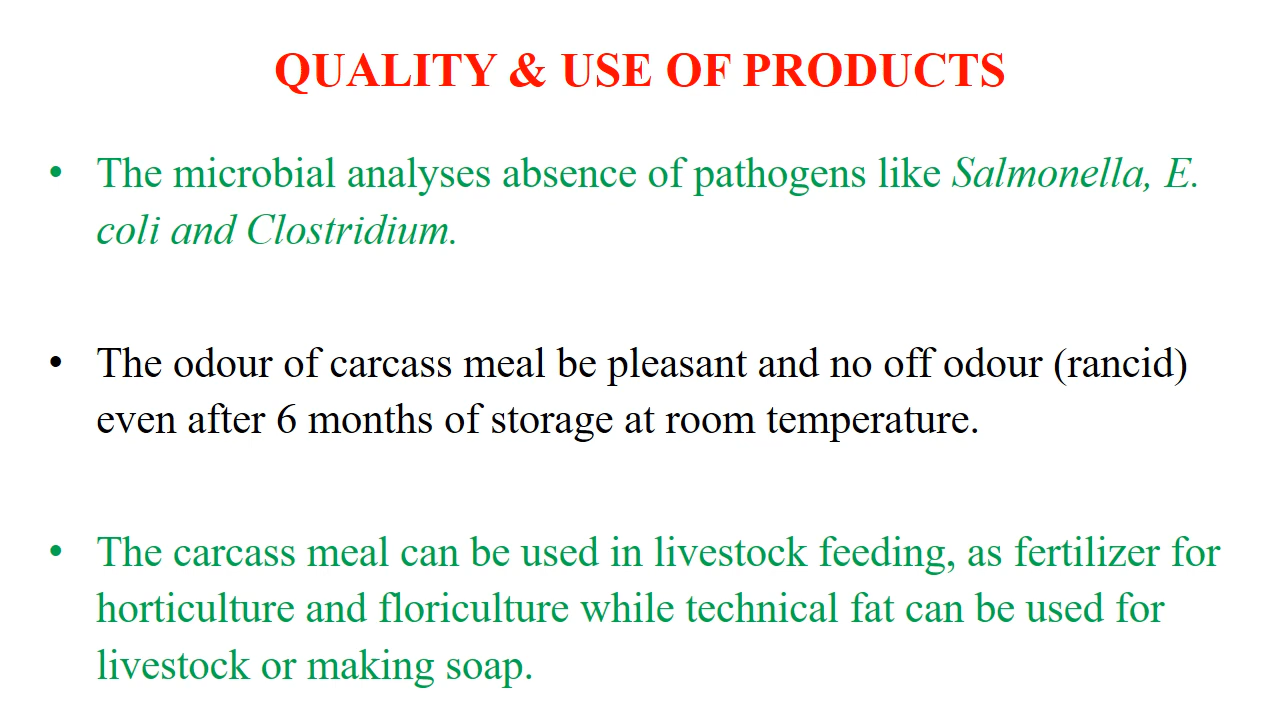 QUALITY & USE OF PRODUCTS
• The microbial analyses absence of pathogens like Salmonella, E.
coli and Clostridium.
• The odour of carcass meal be pleasant and no off odour (rancid)
even after 6 months of storage at room temperature.
• The carcass meal can be used in livestock feeding, as fertilizer for
horticulture and floriculture while technical fat can be used for
livestock or making soap.